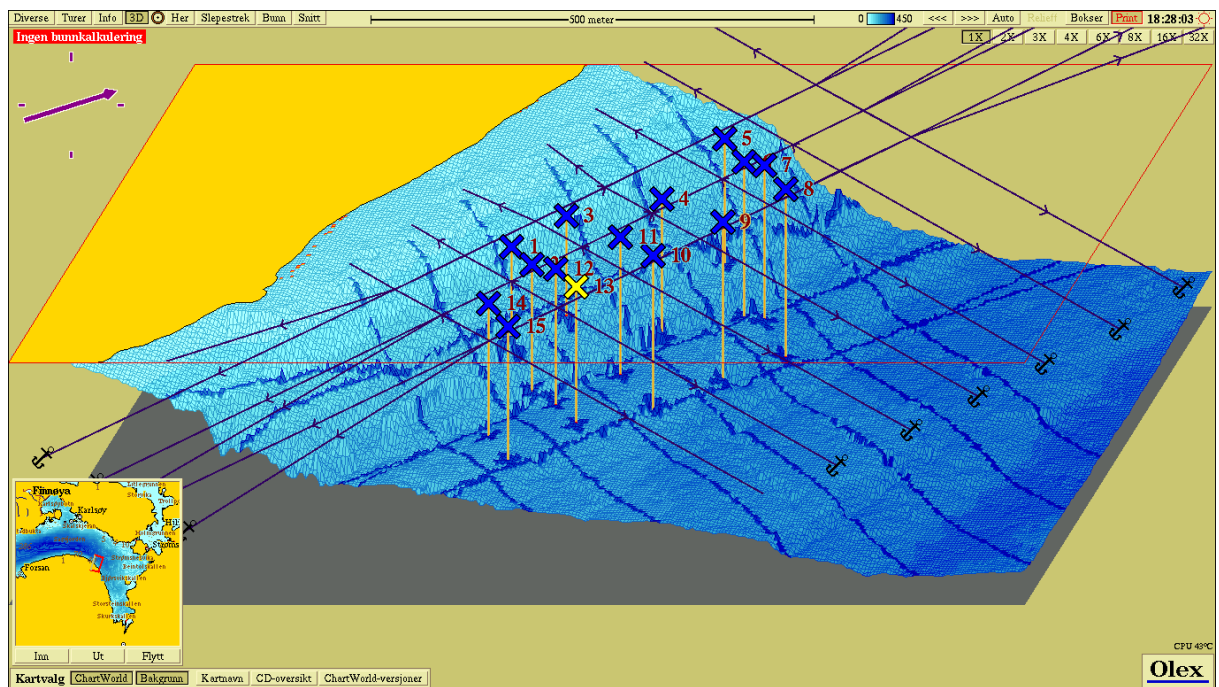 Diverse Turer Info 3D Her Slepestrek Bunn Snitt 500 meter 0 450 <<< >>> Auto Relieff Bokser Print 18:28:03
Ingen bunnkalkulering
1X 2X 3X 4X 6X 8X 16X 32X
5
7
8
4
3
9
11
1
10
12
13
14
15
Finnøya
Karlsøy
Forsan
Storsteinskallen
Inn Ut Flytt
CPU 43°C
Kartvalg ChartWorld Bakgrunn Kartnavn CD-oversikt ChartWorld-versjoner
Olex